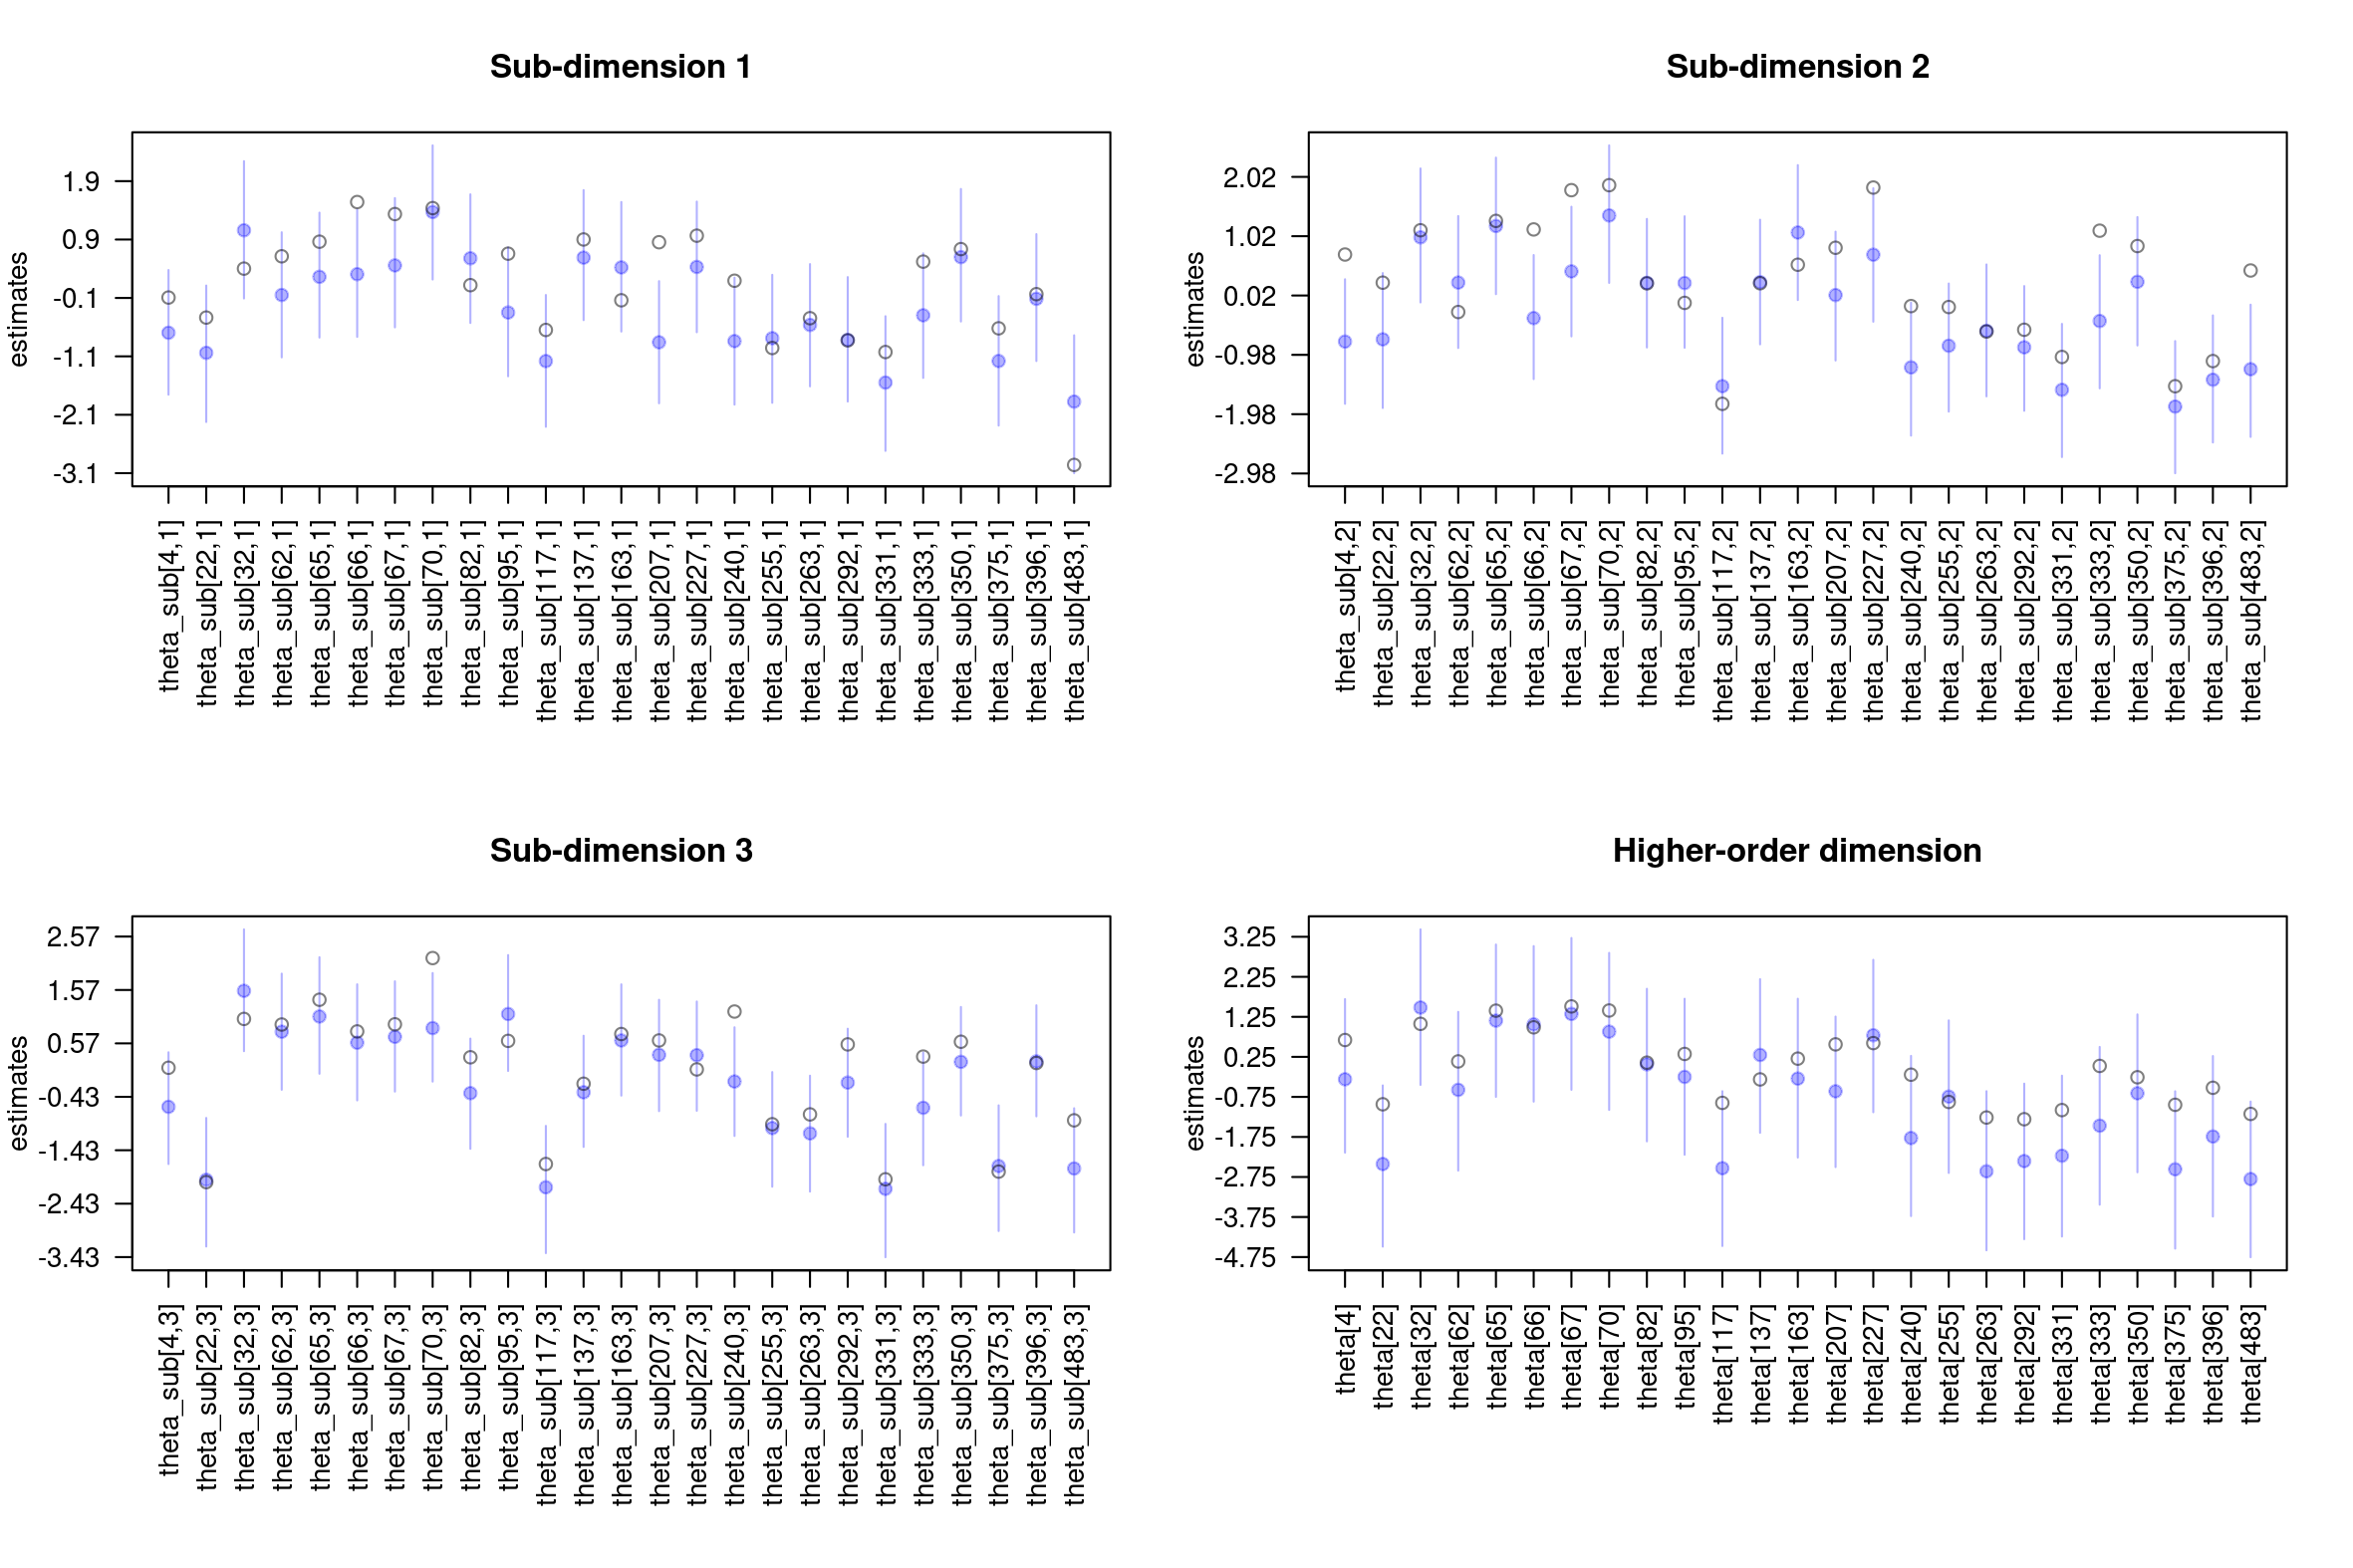 Sub-dimension 1
estimates
1.9
0.9
-0.1
-1.1
-2.1
-3.1
theta_sub[4,1]
theta_sub[22,1]
theta_sub[32,1]
theta_sub[62,1]
theta_sub[65,1]
theta_sub[66,1]
theta_sub[67,1]
theta_sub[70,1]
theta_sub[82,1]
theta_sub[95,1]
theta_sub[117,1]
theta_sub[137,1]
theta_sub[163,1]
theta_sub[207,1]
theta_sub[227,1]
theta_sub[240,1]
theta_sub[255,1]
theta_sub[263,1]
theta_sub[292,1]
theta_sub[331,1]
theta_sub[333,1]
theta_sub[350,1]
theta_sub[375,1]
theta_sub[396,1]
theta_sub[483,1]
Sub-dimension 2
estimates
2.02
1.02
0.02
-0.98
-1.98
-2.98
theta_sub[4,2]
theta_sub[22,2]
theta_sub[32,2]
theta_sub[62,2]
theta_sub[65,2]
theta_sub[66,2]
theta_sub[67,2]
theta_sub[70,2]
theta_sub[82,2]
theta_sub[95,2]
theta_sub[117,2]
theta_sub[137,2]
theta_sub[163,2]
theta_sub[207,2]
theta_sub[227,2]
theta_sub[240,2]
theta_sub[255,2]
theta_sub[263,2]
theta_sub[292,2]
theta_sub[331,2]
theta_sub[333,2]
theta_sub[350,2]
theta_sub[375,2]
theta_sub[396,2]
theta_sub[483,2]
Sub-dimension 3
estimates
2.57
1.57
0.57
-0.43
-1.43
-2.43
-3.43
theta_sub[4,3]
theta_sub[22,3]
theta_sub[32,3]
theta_sub[62,3]
theta_sub[65,3]
theta_sub[66,3]
theta_sub[67,3]
theta_sub[70,3]
theta_sub[82,3]
theta_sub[95,3]
theta_sub[117,3]
theta_sub[137,3]
theta_sub[163,3]
theta_sub[207,3]
theta_sub[227,3]
theta_sub[240,3]
theta_sub[255,3]
theta_sub[263,3]
theta_sub[292,3]
theta_sub[331,3]
theta_sub[333,3]
theta_sub[350,3]
theta_sub[375,3]
theta_sub[396,3]
theta_sub[483,3]
Higher-order dimension
estimates
3.25
2.25
1.25
0.25
-0.75
-1.75
-2.75
-3.75
-4.75
theta[4]
theta[22]
theta[32]
theta[62]
theta[65]
theta[66]
theta[67]
theta[70]
theta[82]
theta[95]
theta[117]
theta[137]
theta[163]
theta[207]
theta[227]
theta[240]
theta[255]
theta[263]
theta[292]
theta[331]
theta[333]
theta[350]
theta[375]
theta[396]
theta[483]